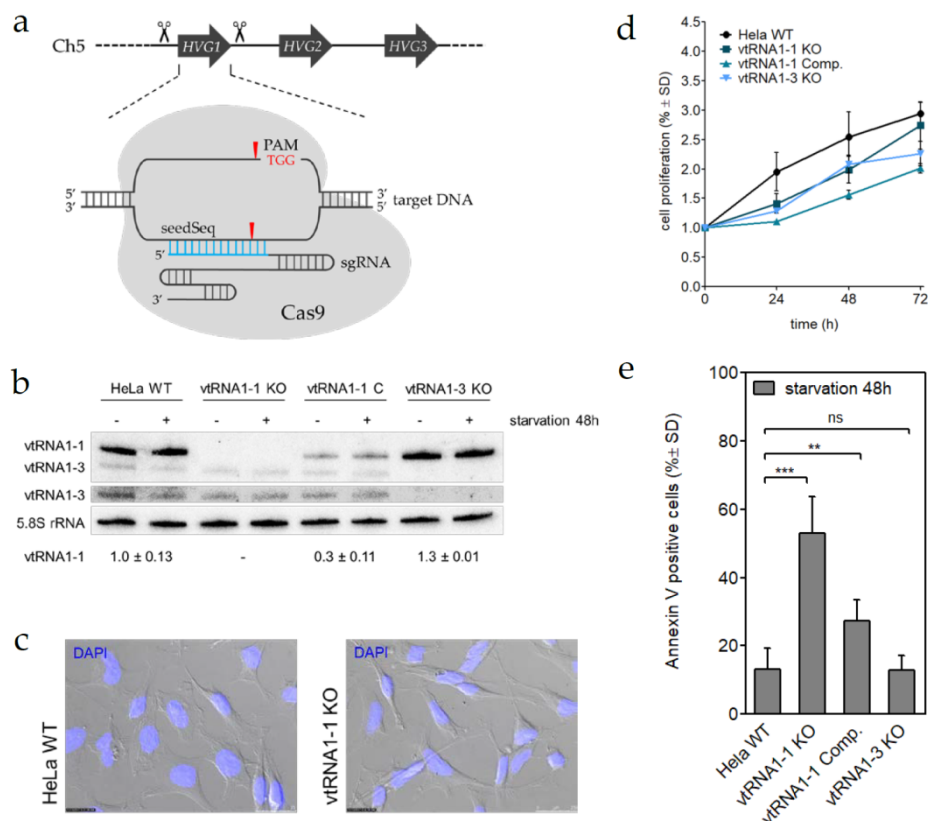 a
Ch5
HVG1
HVG2
HVG3
PAM
TGG
5′
3′
3′
5′
target DNA
seedSeq
5′
sgRNA
3′
Cas9
b
HeLa WT vtRNA1-1 KO vtRNA1-1 C vtRNA1-3 KO
- + - + - + - + starvation 48h
vtRNA1-1
vtRNA1-3
vtRNA1-3
5.8S rRNA
vtRNA1-1 1.0 ± 0.13 - 0.3 ± 0.11 1.3 ± 0.01
c
HeLa WT
DAPI
vtRNA1-1 KO
DAPI
d
cell proliferation (% ± SD)
5.0
4.5
4.0
3.5
3.0
2.5
2.0
1.5
1.0
0.5
0.0
0 24 48 72
time (h)
Hela WT
vtRNA1-1 KO
vtRNA1-1 Comp.
vtRNA1-3 KO
e
Annexin V positive cells (%± SD)
100
80
60
40
20
0
starvation 48h
ns
**
***
Hela WT
vtRNA1-1 KO
vtRNA1-1 Comp.
vtRNA1-3 KO